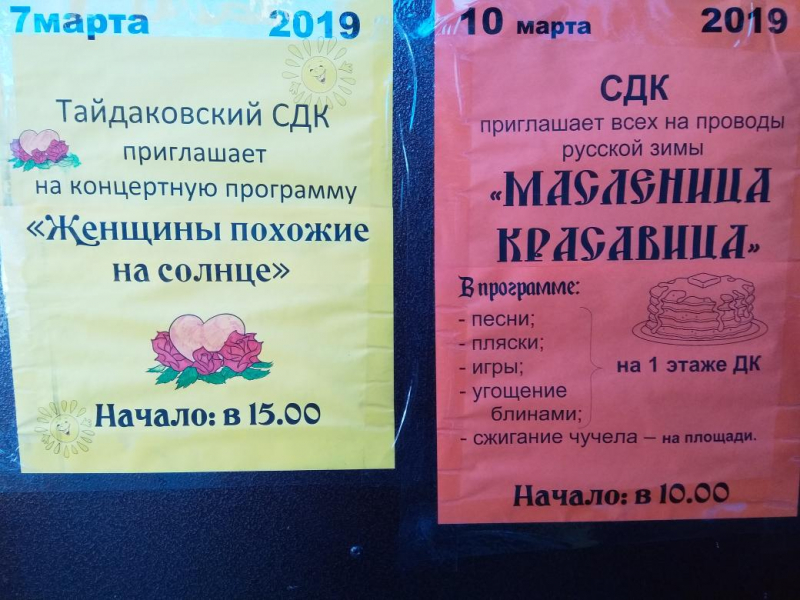 7марта 2019
Тайдаковский СДК
приглашает
на концертную программу
«Женщины похожие
на солнце»
Начало: в 15.00
10 марта 2019
СДК
приглашает всех на проводы
русской зимы
«МАСЛЕНИЦА
КРАСАВИЦА»
В программе:
- песни;
- пляски;
- игры;
- угощение
блинами;
на 1 этаже ДК
- сжигание чучела – на площади.
Начало: в 10.00